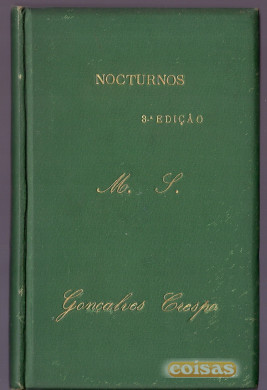 NOCTURNOS
3.ª EDIÇÃO
M. S.
Gonçalves Crespo
coisas